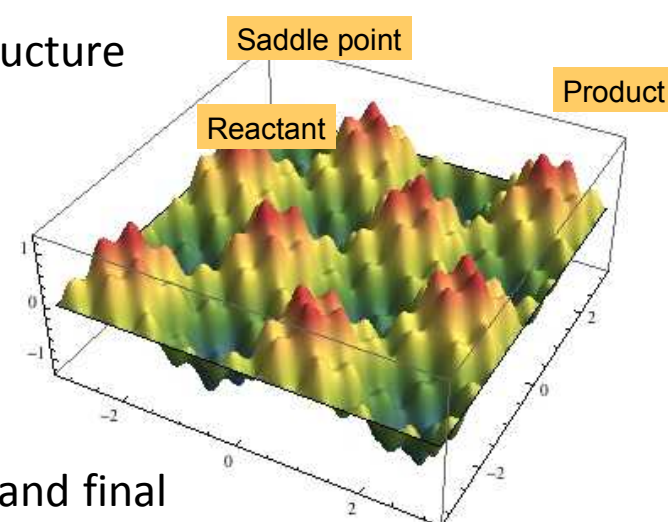 ucture
Saddle point
Product
Reactant
1
0
-1
-2
0
2
-2
0
2
and final